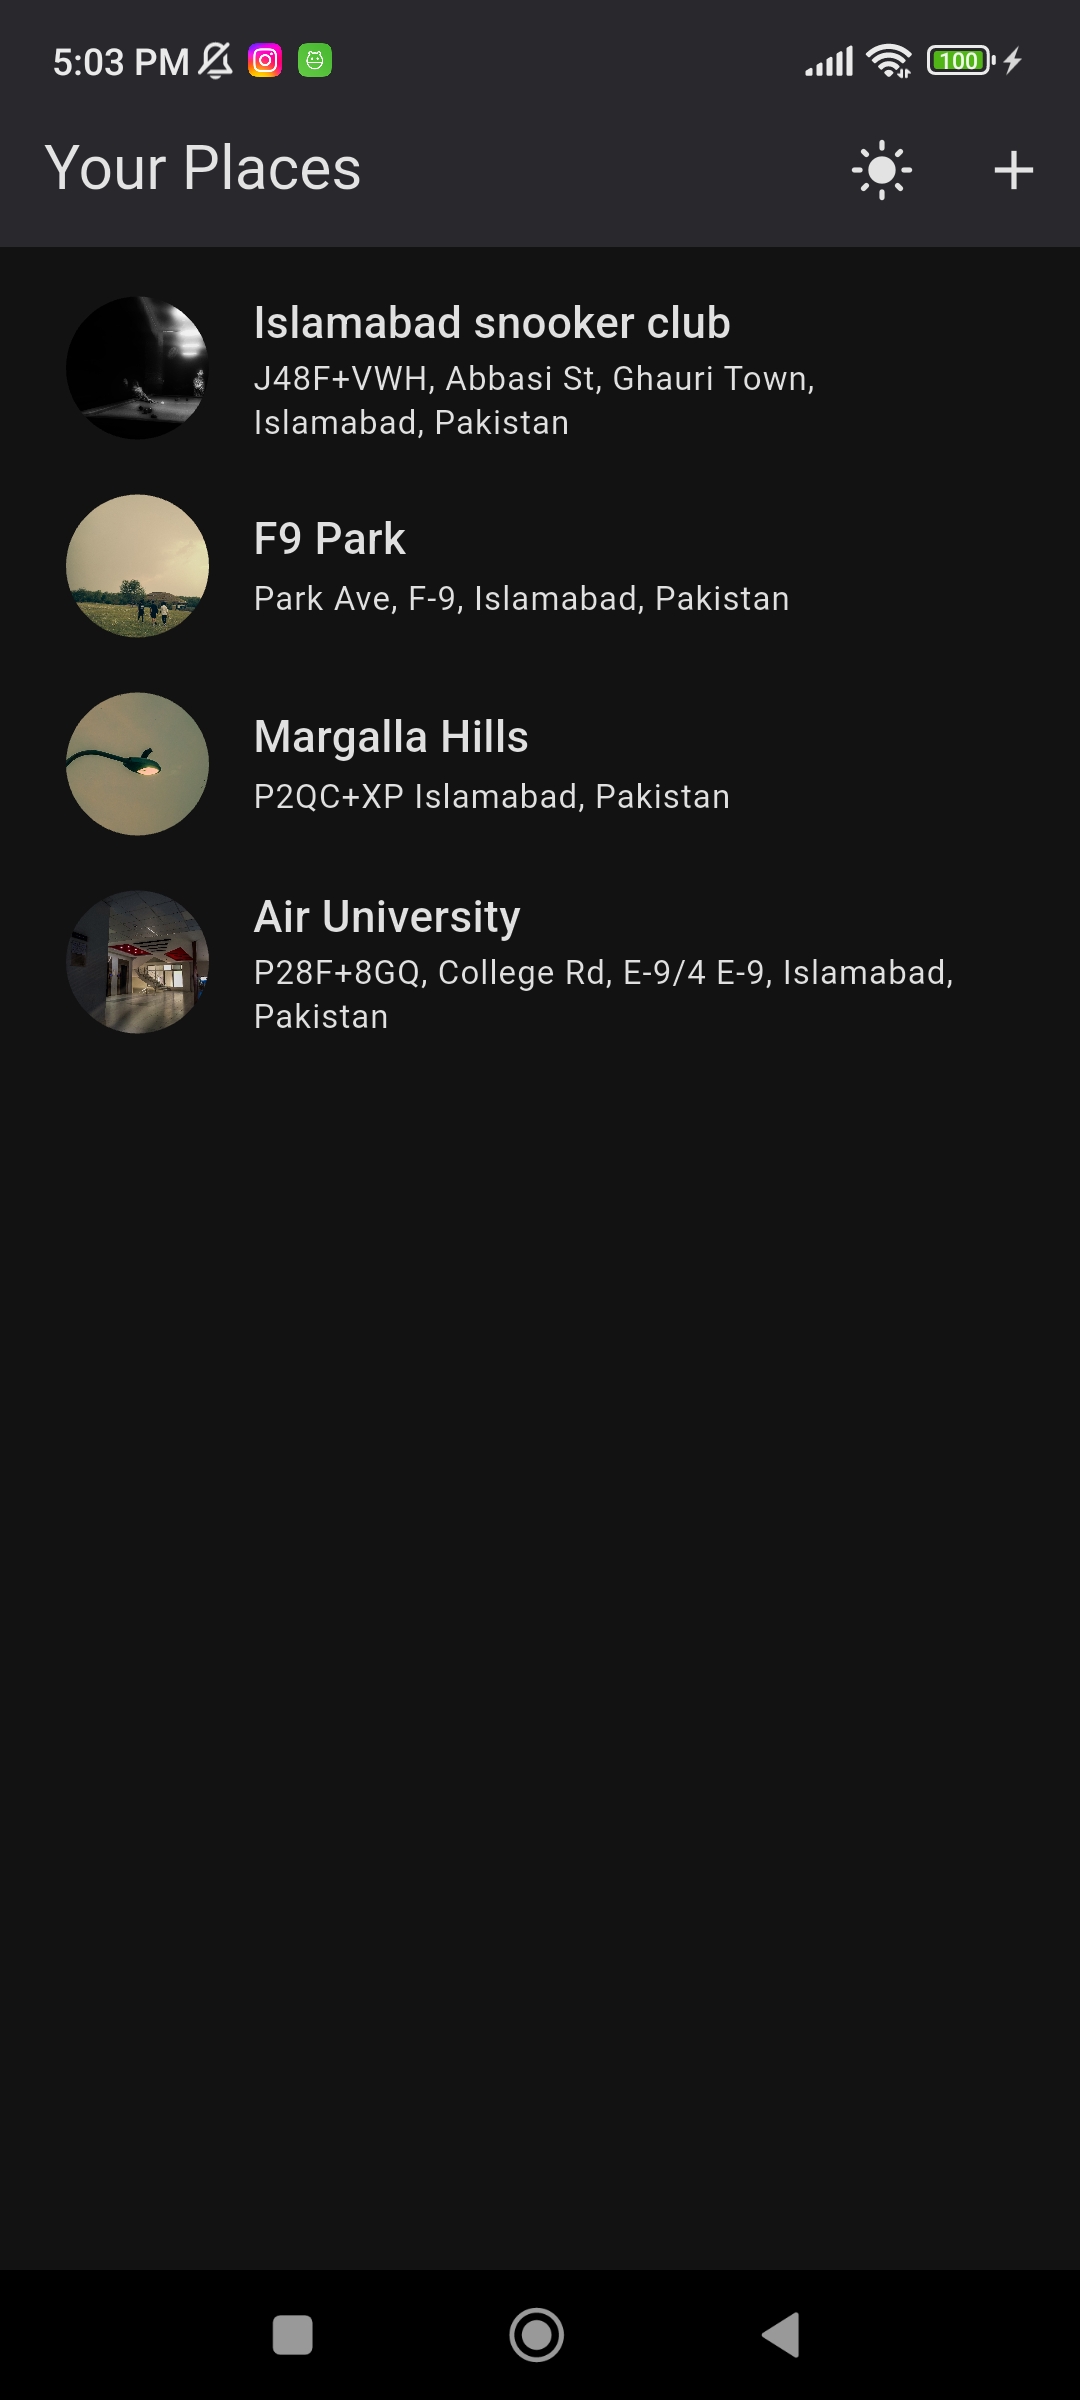 5:03 PM
100
Your Places
Islamabad snooker club
J48F+VWH, Abbasi St, Ghauri Town,
Islamabad, Pakistan
F9 Park
Park Ave, F-9, Islamabad, Pakistan
Margalla Hills
P2QC+XP Islamabad, Pakistan
Air University
P28F+8GQ, College Rd, E-9/4 E-9, Islamabad,
Pakistan